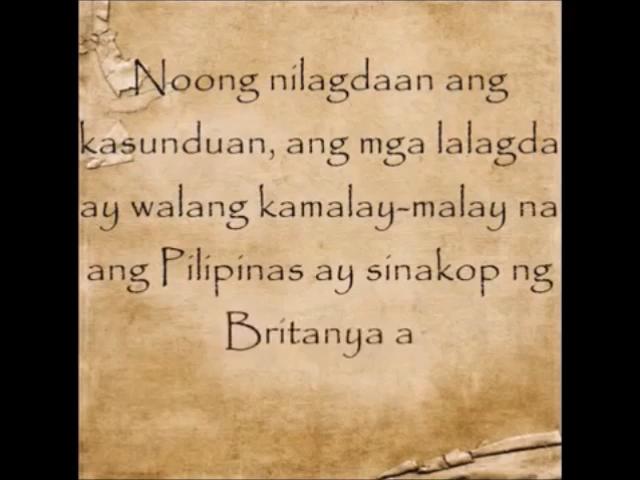 Noong nilagdaan ang
kasunduan, ang mga lalagda
ay walang kamalay-malay na
ang Pilipinas ay sinakop ng
Britanya a